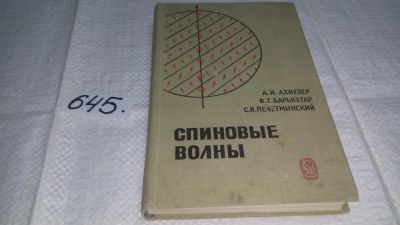 645.
А. И. АХИЕЗЕР
В. Г. БАРЬЯХТАР
С. В. ПЕЛЕТМИНСКИЙ
СПИНОВЫЕ
ВОЛНЫ